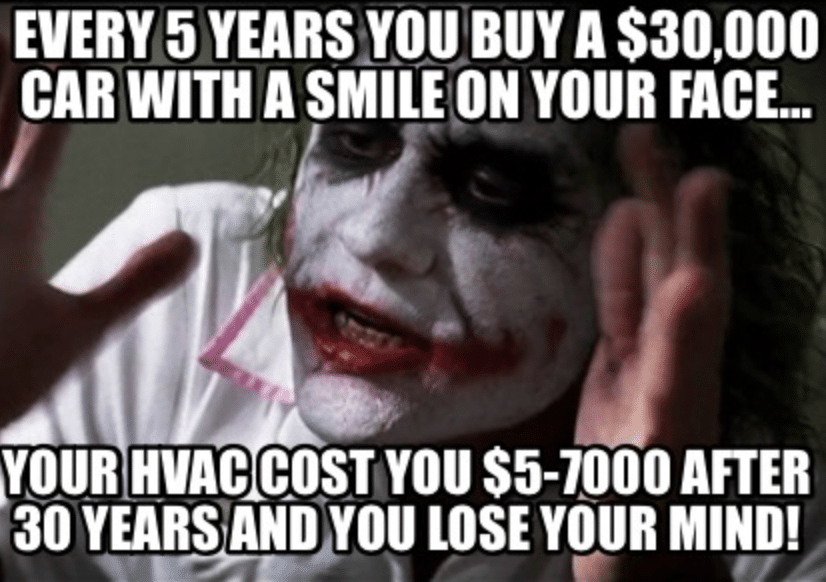 EVERY 5 YEARS YOU BUY A $30,000
CAR WITH A SMILE ON YOUR FACE...
YOUR HVAC COST YOU $5-7000 AFTER
30 YEARS AND YOU LOSE YOUR MIND!